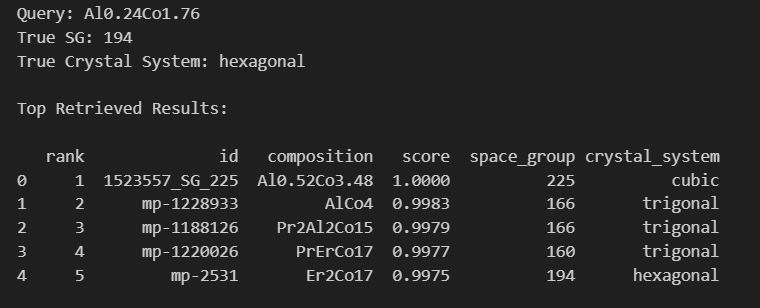 Query: Al0.24Co1.76
True SG: 194
True Crystal System: hexagonal
Top Retrieved Results:
rank id composition score space_group crystal_system
0 1 1523557_SG_225 Al0.52Co3.48 1.0000 225 cubic
1 2 mp-1228933 AlCo4 0.9983 166 trigonal
2 3 mp-1188126 Pr2Al2Co15 0.9979 166 trigonal
3 4 mp-1220026 PrErCo17 0.9977 160 trigonal
4 5 mp-2531 Er2Co17 0.9975 194 hexagonal